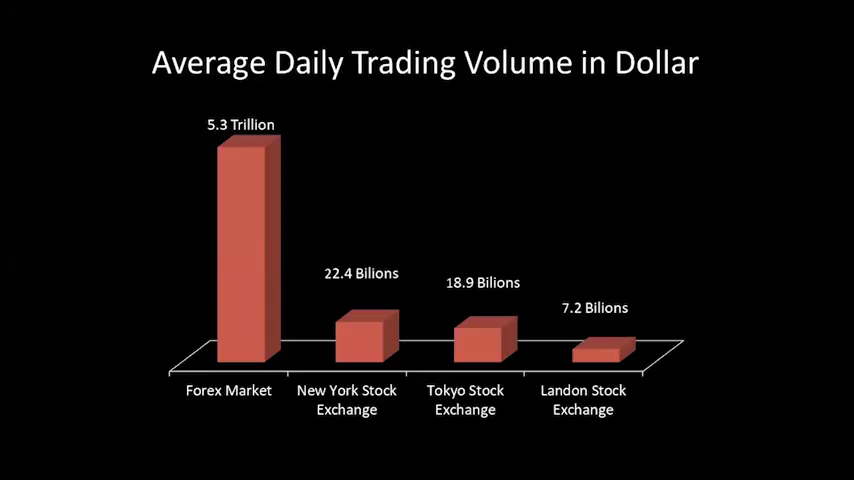 Average Daily Trading Volume in Dollar
5.3 Trillion
22.4 Bilions
18.9 Bilions
7.2 Bilions
Forex Market
New York Stock
Exchange
Tokyo Stock
Exchange
Landon Stock
Exchange